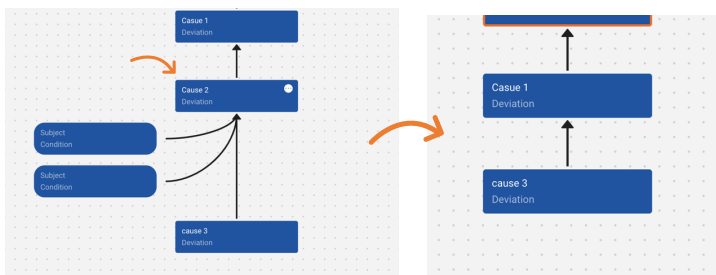 Casue 1
Deviation
Cause 2
Deviation
Subject
Condition
Subject
Condition
cause 3
Deviation
Casue 1
Deviation
cause 3
Deviation